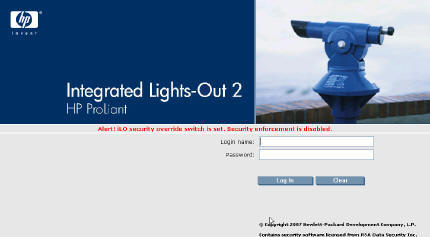 hp
invent
Integrated Lights-Out 2
HP ProLiant
Alert! iLO security override switch is set. Security enforcement is disabled.
Login name:
Password:
Log In
Clear
© Copyright 2007 Hewlett-Packard Development Company, L.P.
Contains security software licensed from RSA Data Security Inc.